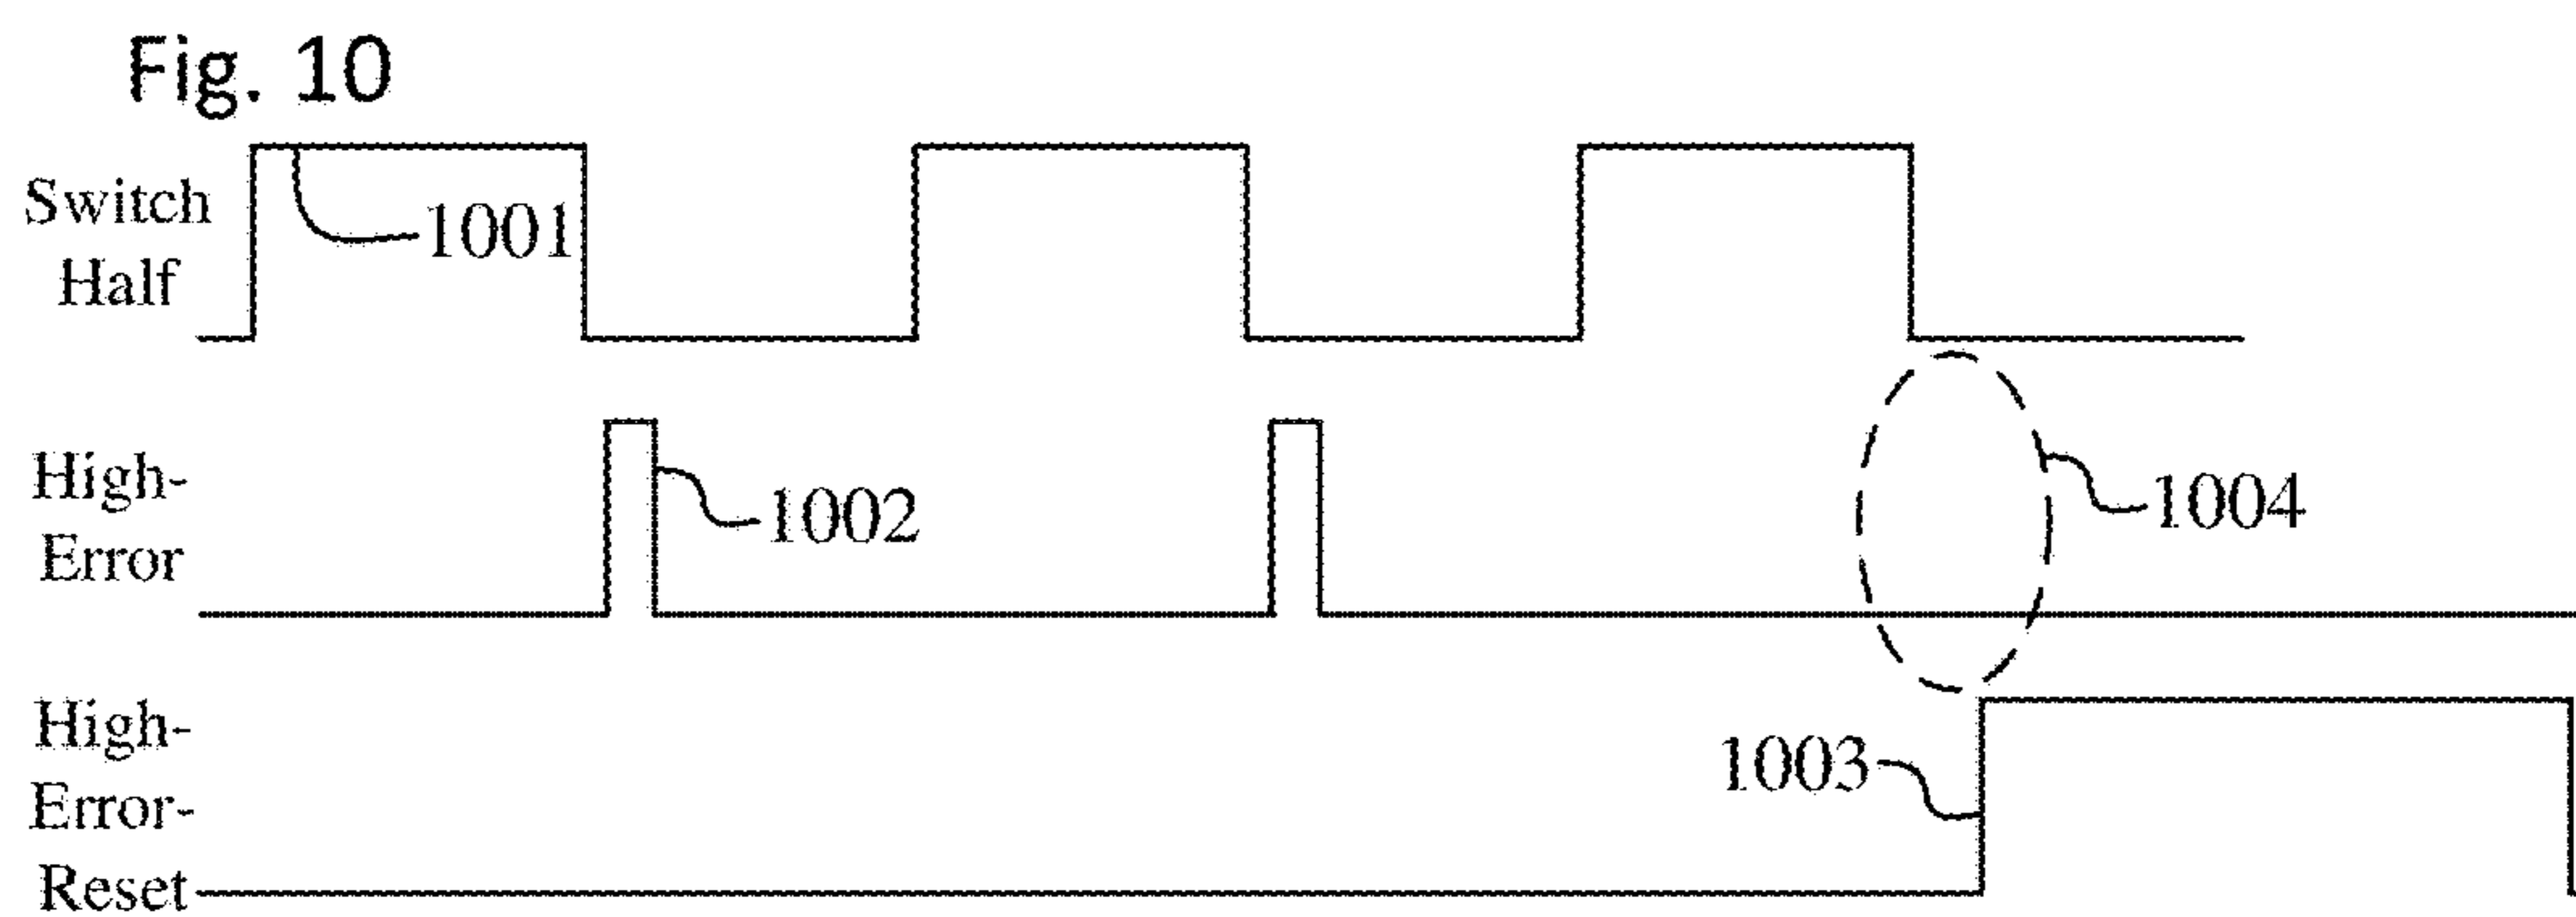 Fig. 10
Switch
Half
1001
High-
Error
1002
1004
High-
Error-
Reset
1003